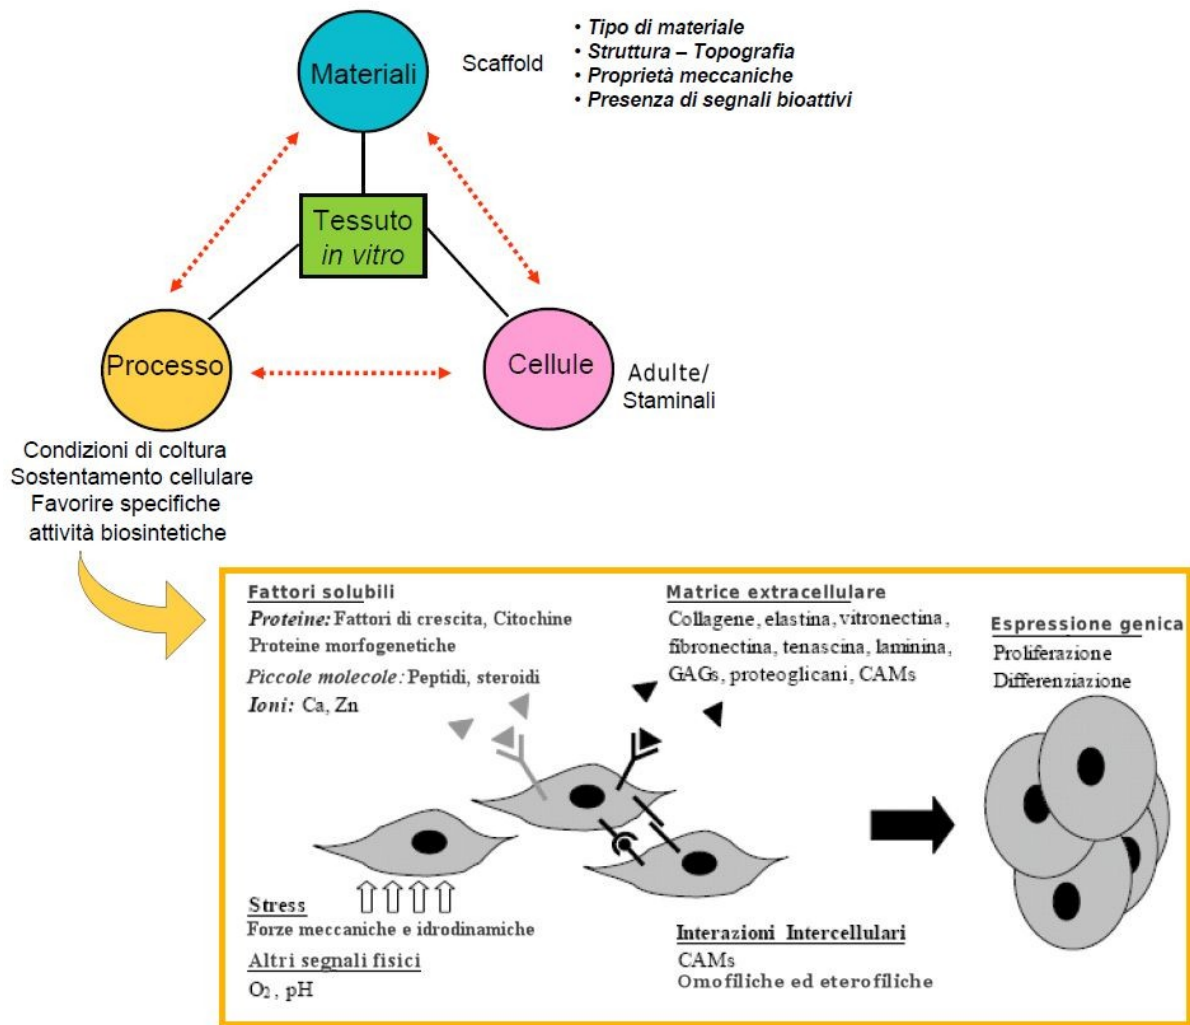 Materiali
Scaffold
• Tipo di materiale
• Struttura – Topografia
• Proprietà meccaniche
• Presenza di segnali bioattivi
Tessuto
in vitro
Processo
Cellule
Adulte/
Staminali
Condizioni di coltura
Sostentamento cellulare
Favorire specifiche
attività biosintetiche
Fattori solubili
Proteine: Fattori di crescita, Citochine
Proteine morfogenetiche
Piccole molecole: Peptidi, steroidi
Ioni: Ca, Zn
Matrice extracellulare
Collagene, elastina, vitronectina,
fibronectina, tenascina, laminina,
GAGs, proteoglicani, CAMs
Espressione genica
Proliferazione
Differenziazione
Stress
Forze meccaniche e idrodinamiche
Altri segnali fisici
O₂, pH
Interazioni Intercellulari
CAMs
Omofiliche ed eterofiliche